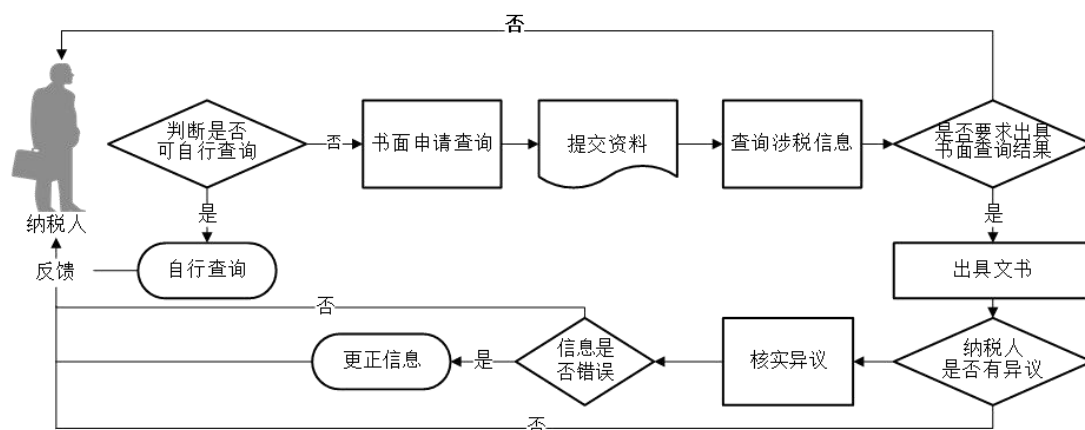 否
判断是否
可自行查询
否
书面申请查询
提交资料
查询涉税信息
是否要求出具
书面查询结果
纳税人
是
是
反馈
自行查询
出具文书
否
更正信息
是
信息是
否错误
核实异议
纳税人
是否有异议
否